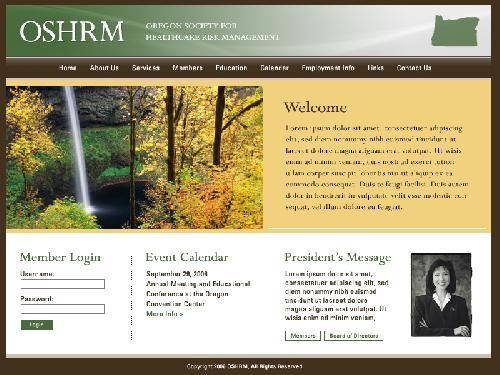 OSHRM
OREGON SOCIETY FOR
HEALTHCARE RISK MANAGEMENT
Home About Us Services Members Education Calendar Employment Info Links Contact Us
Welcome
Lorem ipsum dolor sit amet, consectetuer adipiscing
elit, sed diem nonummy nibh euismod tincidunt ut
lacreet dolore magna aliguam erat volutpat. Ut wisis
enim ad minim veniam, quis nostrud exerci tution
ullam corper suscipit lobortis nisi ut aliquip ex ea
commodo consequat. Duis te feugi facilisi. Duis autem
dolor in hendrerit in vulputate velit esse molestie con
sequat, vel illum dolore eu feugiat.
Member Login
Username:
Password:
Login
Event Calendar
September 29, 2006
Annual Meeting and Educational
Conference at the Oregon
Convention Center
More Info »
President's Message
Lorem ipsum dolor sit amet,
consectetuer adipiscing elit, sed
diem nonummy nibh euismod
tincidunt ut lacreet dolore
magna aliguam erat volutpat. Ut
wisis enim ad minim veniam,
Members Board of Directors
Copyright 2006 OSHRM, All Rights Reserved